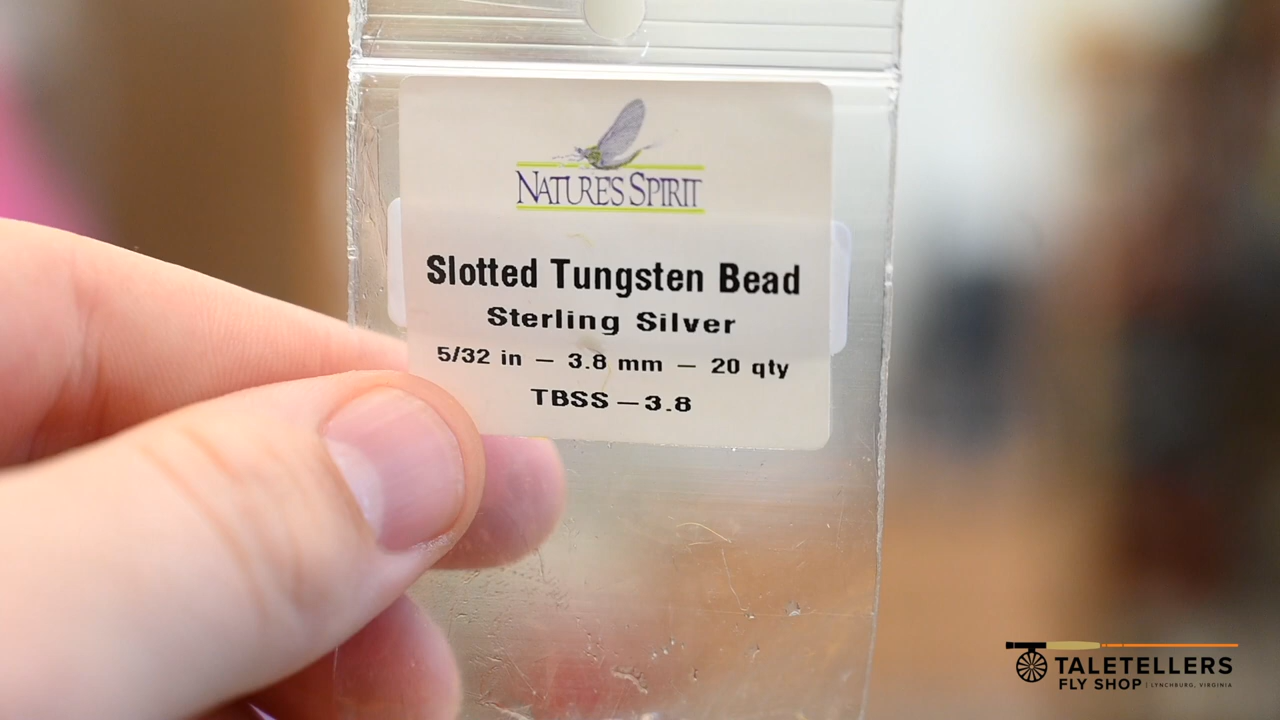 NATURE'S SPIRIT
Slotted Tungsten Bead
Sterling Silver
5/32 in — 3.8 mm — 20 qty
TBSS—3.8
TALETELLERS
FLY SHOP | LYNCHBURG, VIRGINIA